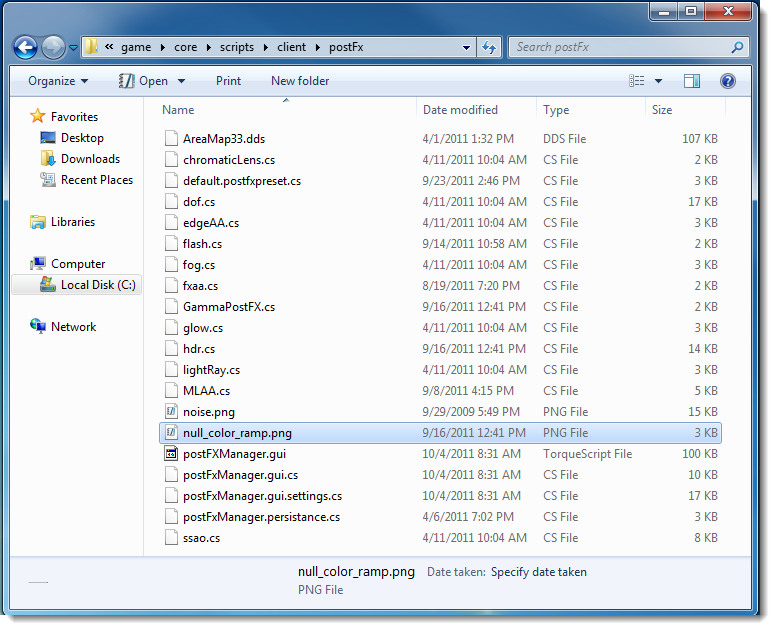 « game core scripts client postFx Search postFx
Organize Open Print New folder
Name Date modified Type Size
Favorites
Desktop
Downloads
Recent Places
Libraries
Computer
Local Disk (C:)
Network
AreaMap33.dds 4/1/2011 1:32 PM DDS File 107 KB
chromaticLens.cs 4/11/2011 10:04 AM CS File 2 KB
default.postfxpreset.cs 9/23/2011 2:46 PM CS File 3 KB
dof.cs 4/11/2011 10:04 AM CS File 17 KB
edgeAA.cs 4/11/2011 10:04 AM CS File 3 KB
flash.cs 9/14/2011 10:58 AM CS File 2 KB
fog.cs 4/11/2011 10:04 AM CS File 3 KB
fxaa.cs 8/19/2011 7:20 PM CS File 2 KB
GammaPostFX.cs 9/16/2011 12:41 PM CS File 2 KB
glow.cs 4/11/2011 10:04 AM CS File 3 KB
hdr.cs 9/16/2011 12:41 PM CS File 14 KB
lightRay.cs 4/11/2011 10:04 AM CS File 3 KB
MLAA.cs 9/8/2011 4:15 PM CS File 5 KB
noise.png 9/29/2009 5:49 PM PNG File 15 KB
null_color_ramp.png 9/16/2011 12:41 PM PNG File 3 KB
postFXManager.gui 10/4/2011 8:31 AM TorqueScript File 100 KB
postFxManager.gui.cs 10/4/2011 8:31 AM CS File 10 KB
postFxManager.gui.settings.cs 10/4/2011 8:31 AM CS File 17 KB
postFxManager.persistance.cs 4/6/2011 7:02 PM CS File 3 KB
ssao.cs 4/11/2011 10:04 AM CS File 8 KB
null_color_ramp.png Date taken: Specify date taken
PNG File